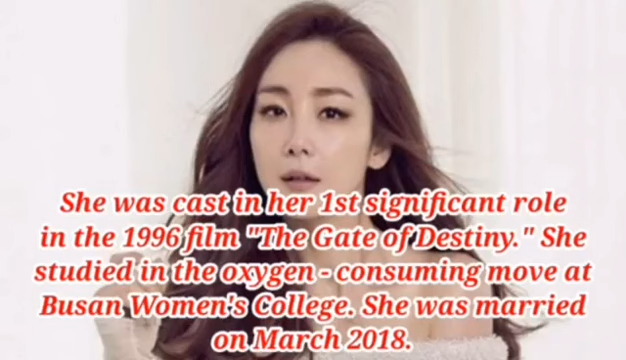 She was cast in her 1st significant role
in the 1996 film "The Gate of Destiny." She
studied in the oxygen - consuming move at
Busan Women's College. She was married
on March 2018.